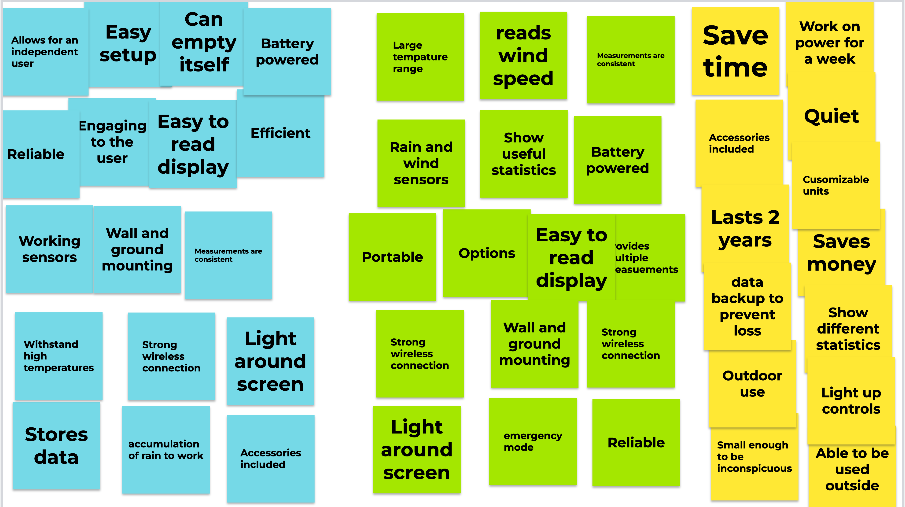 Allows for an
independent
user
Easy
setup
Can
empty
itself
Battery
powered
Reliable
Engaging
to the
user
Easy to
read
display
Efficient
Working
sensors
Wall and
ground
mounting
Measurements are
consistent
Withstand
high
temperatures
Strong
wireless
connection
Light
around
screen
Stores
data
accumulation
of rain to work
Accessories
included
Large
tempature
range
reads
wind
speed
Measurements are
consistent
Rain and
wind
sensors
Show
useful
statistics
Battery
powered
Portable
Options
Easy to
read
display
rovides
ultiple
easuements
Strong
wireless
connection
Wall and
ground
mounting
Strong
wireless
connection
Light
around
screen
emergency
mode
Reliable
Save
time
Work on
power for
a week
Accessories
included
Quiet
Cusomizable
units
Lasts 2
years
Saves
money
data
backup to
prevent
loss
Show
different
statistics
Outdoor
use
Light up
controls
Small enough
to be
inconspicuous
Able to be
used
outside